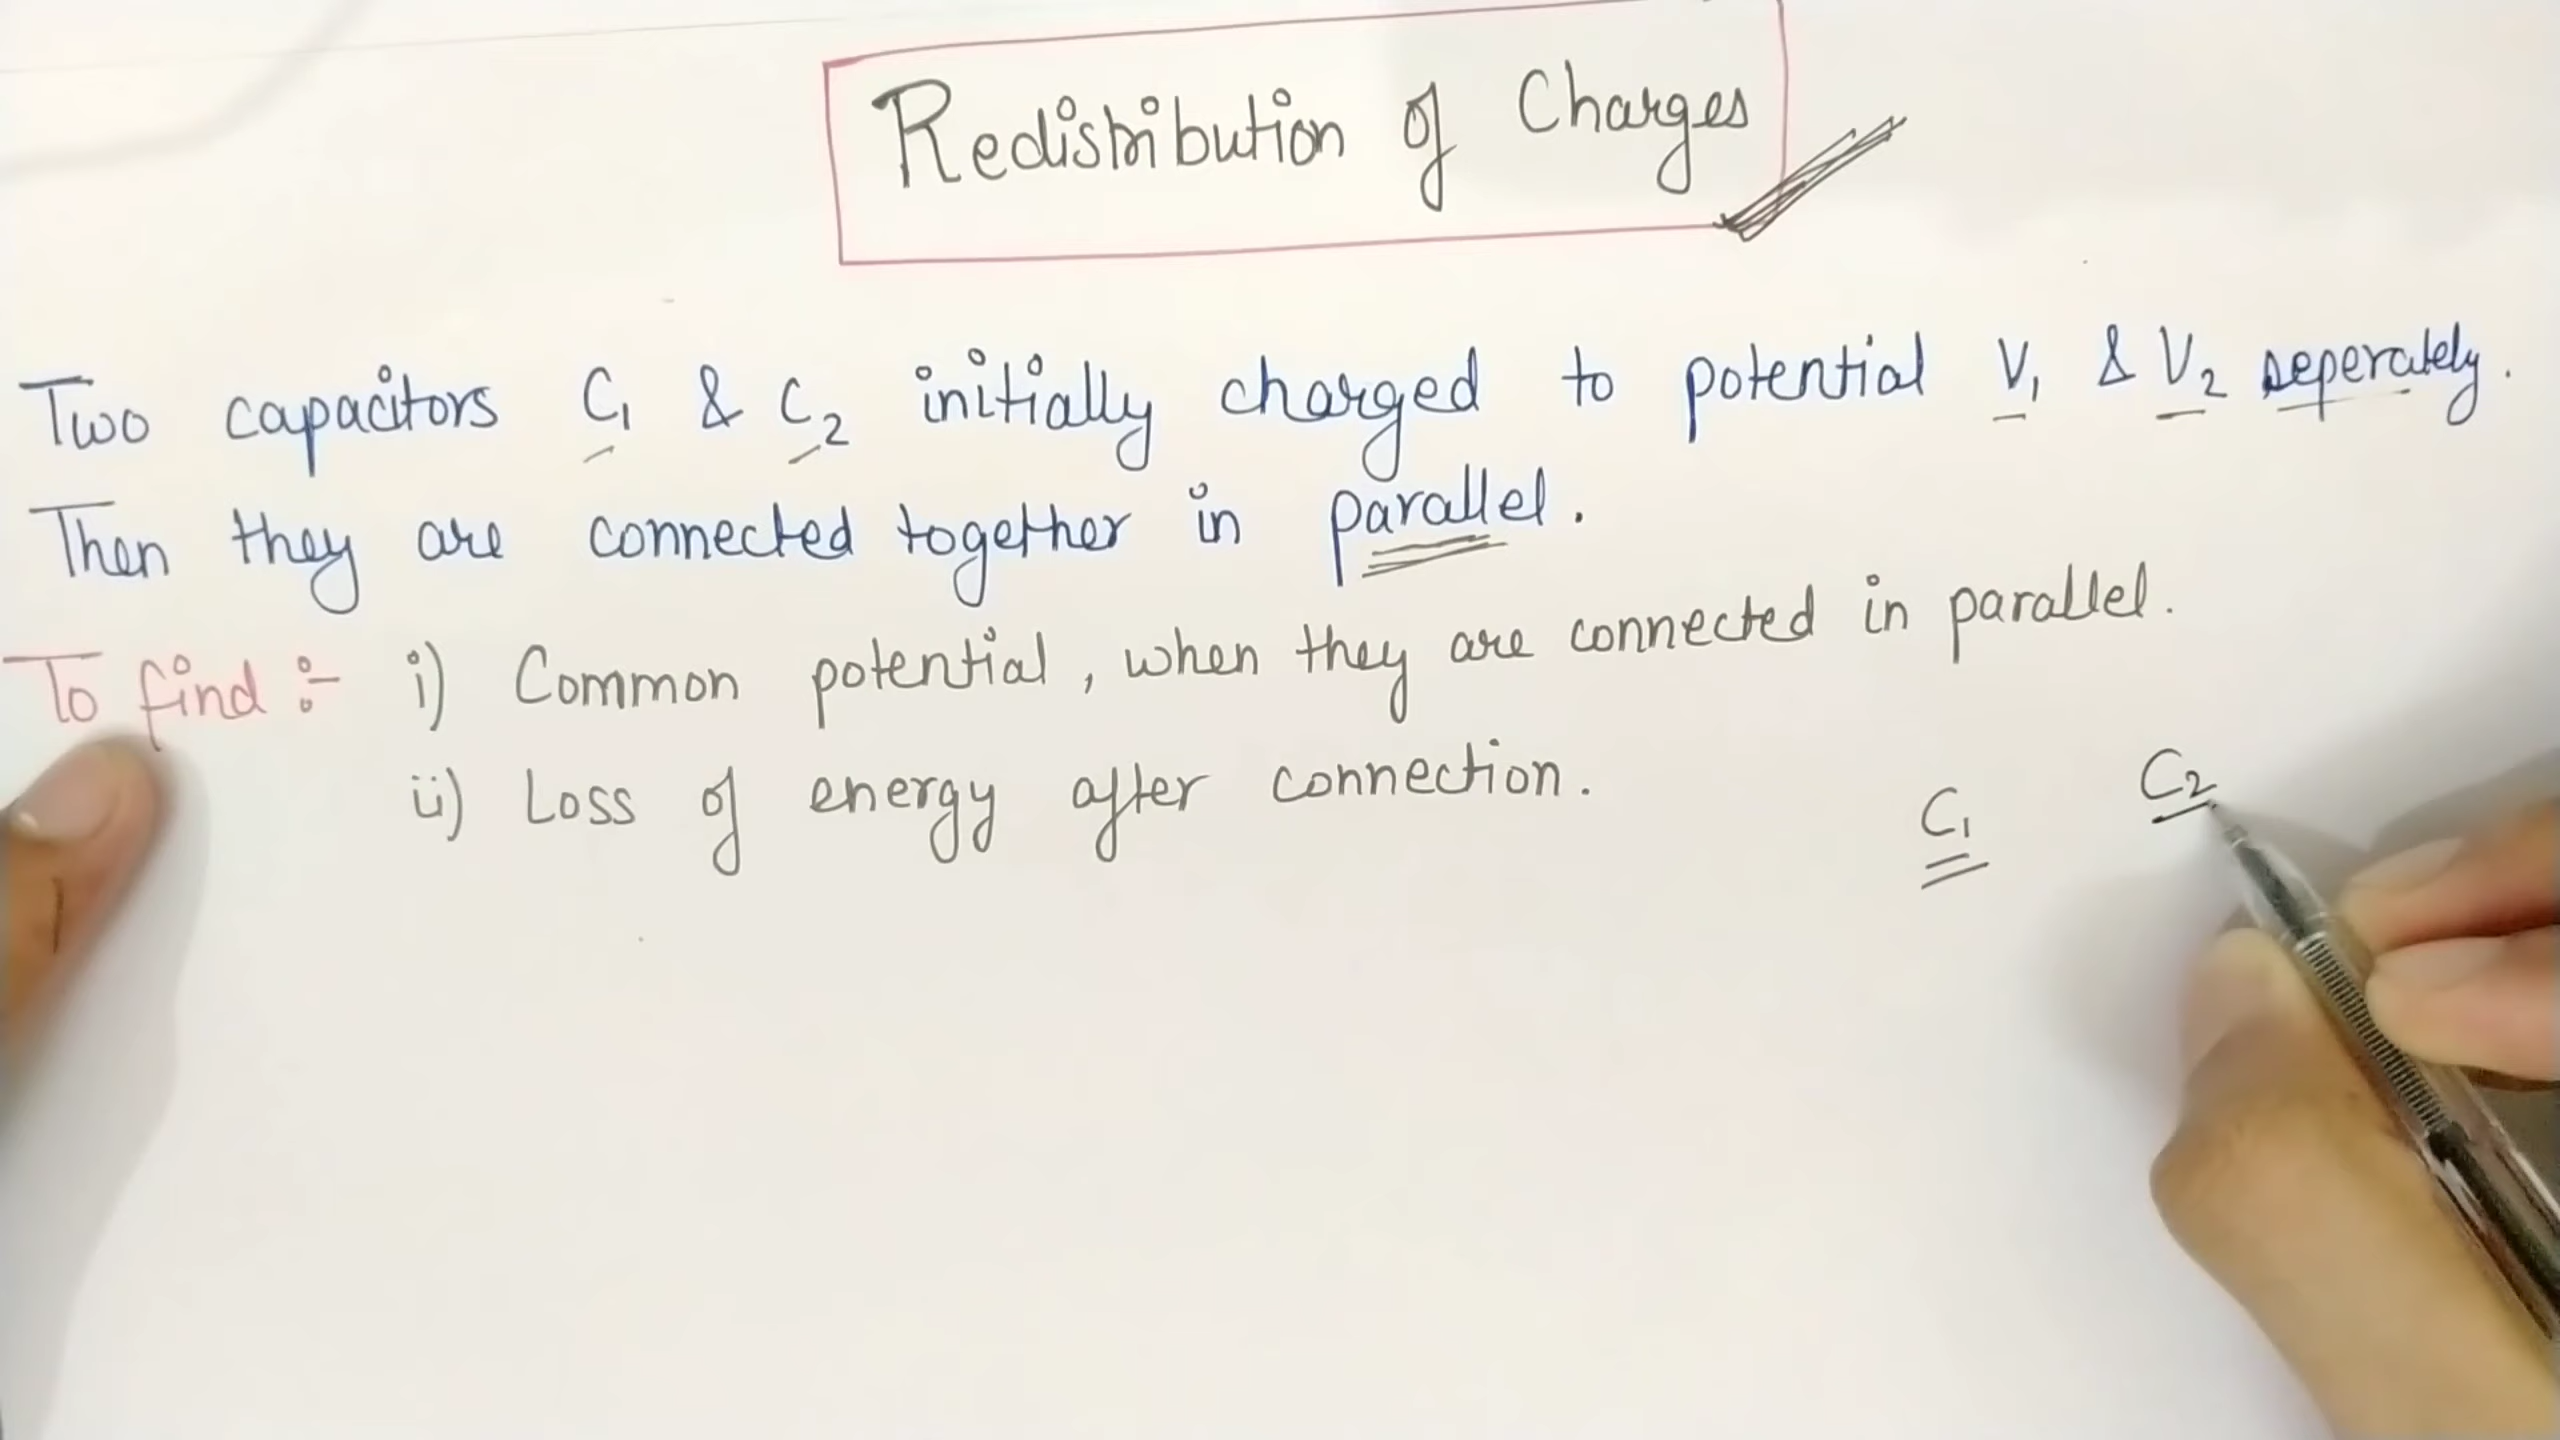 Redistribution of Charges
Two capacitors C₁ & C₂ initially charged to potential V₁ & V₂ seperately.
Then they are connected together in parallel.
To find :- i) Common potential, when they are connected in parallel.
ii) Loss of energy after connection.
C₁ C₂